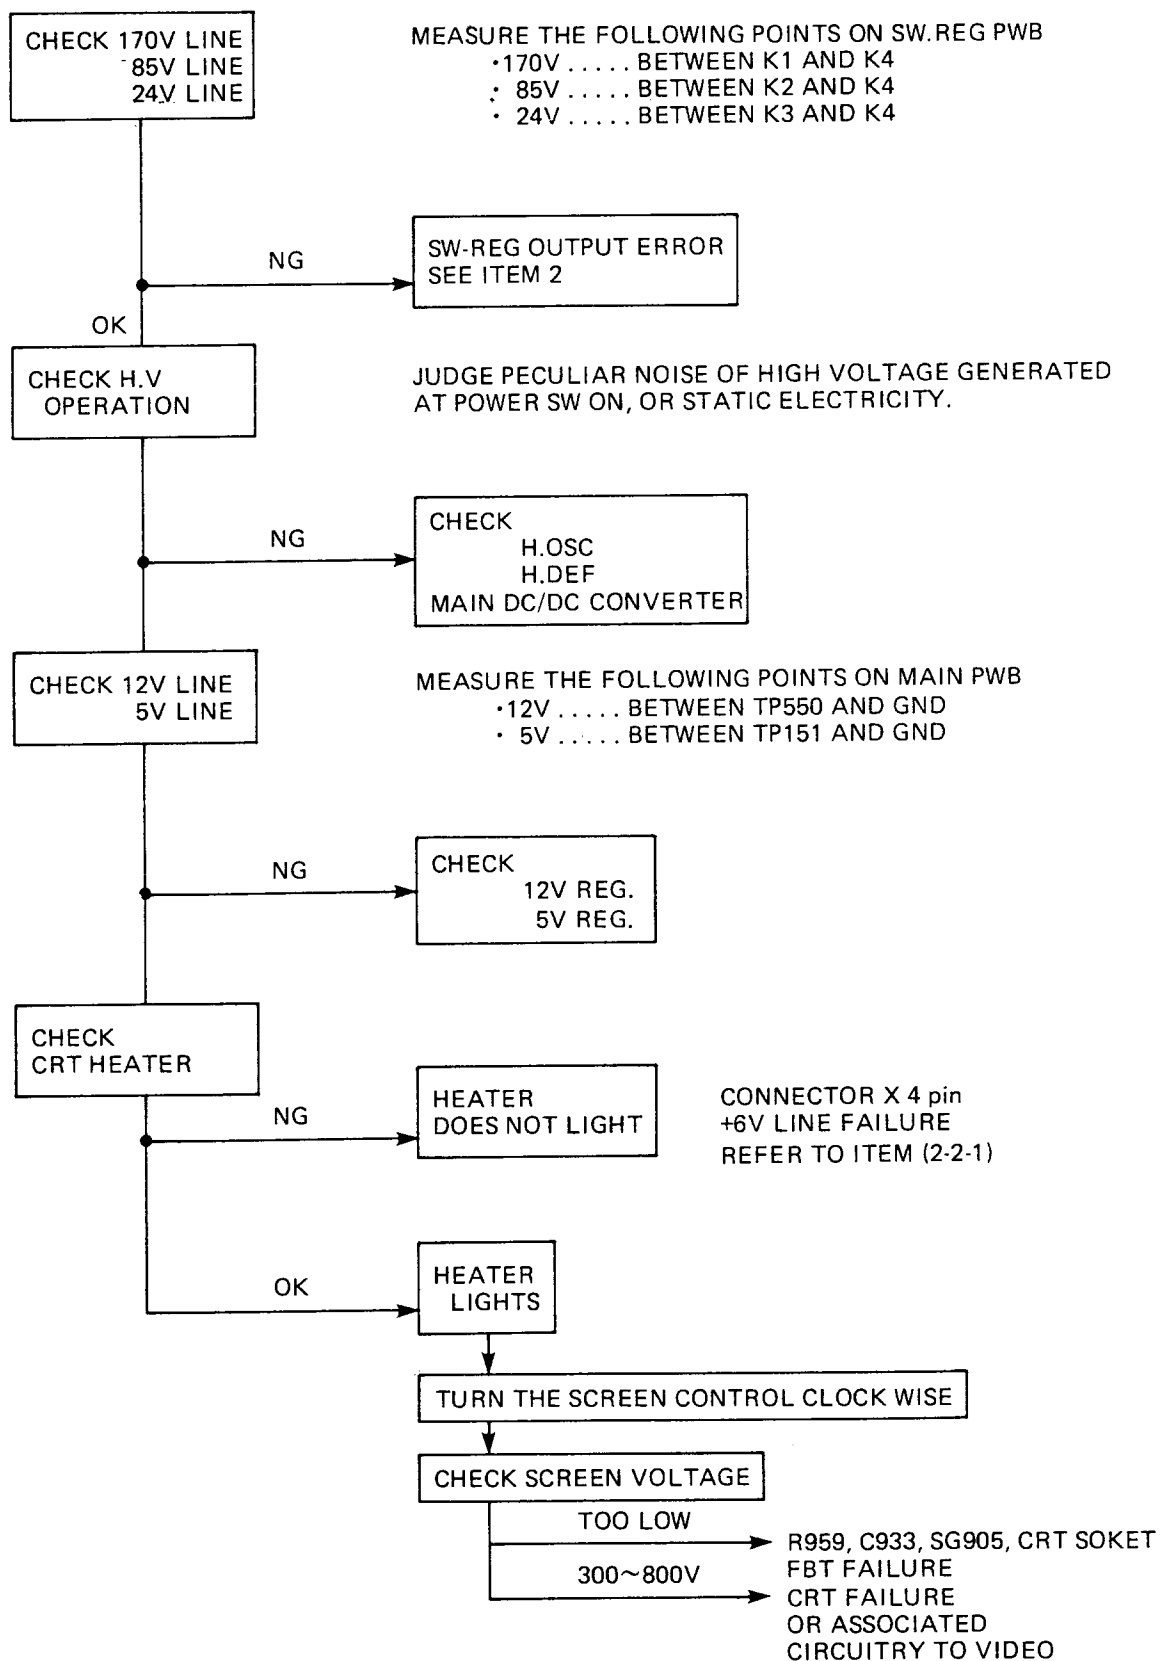 CHECK 170V LINE
85V LINE
24V LINE
MEASURE THE FOLLOWING POINTS ON SW.REG PWB
·170V ..... BETWEEN K1 AND K4
· 85V ..... BETWEEN K2 AND K4
· 24V ..... BETWEEN K3 AND K4
NG
SW-REG OUTPUT ERROR
SEE ITEM 2
OK
CHECK H.V
OPERATION
JUDGE PECULIAR NOISE OF HIGH VOLTAGE GENERATED
AT POWER SW ON, OR STATIC ELECTRICITY.
NG
CHECK
H.OSC
H.DEF
MAIN DC/DC CONVERTER
CHECK 12V LINE
5V LINE
MEASURE THE FOLLOWING POINTS ON MAIN PWB
·12V ..... BETWEEN TP550 AND GND
· 5V ..... BETWEEN TP151 AND GND
NG
CHECK
12V REG.
5V REG.
CHECK
CRT HEATER
NG
HEATER
DOES NOT LIGHT
CONNECTOR X 4 pin
+6V LINE FAILURE
REFER TO ITEM (2-2-1)
OK
HEATER
LIGHTS
TURN THE SCREEN CONTROL CLOCK WISE
CHECK SCREEN VOLTAGE
TOO LOW
R959, C933, SG905, CRT SOKET
FBT FAILURE
300~800V
CRT FAILURE
OR ASSOCIATED
CIRCUITRY TO VIDEO